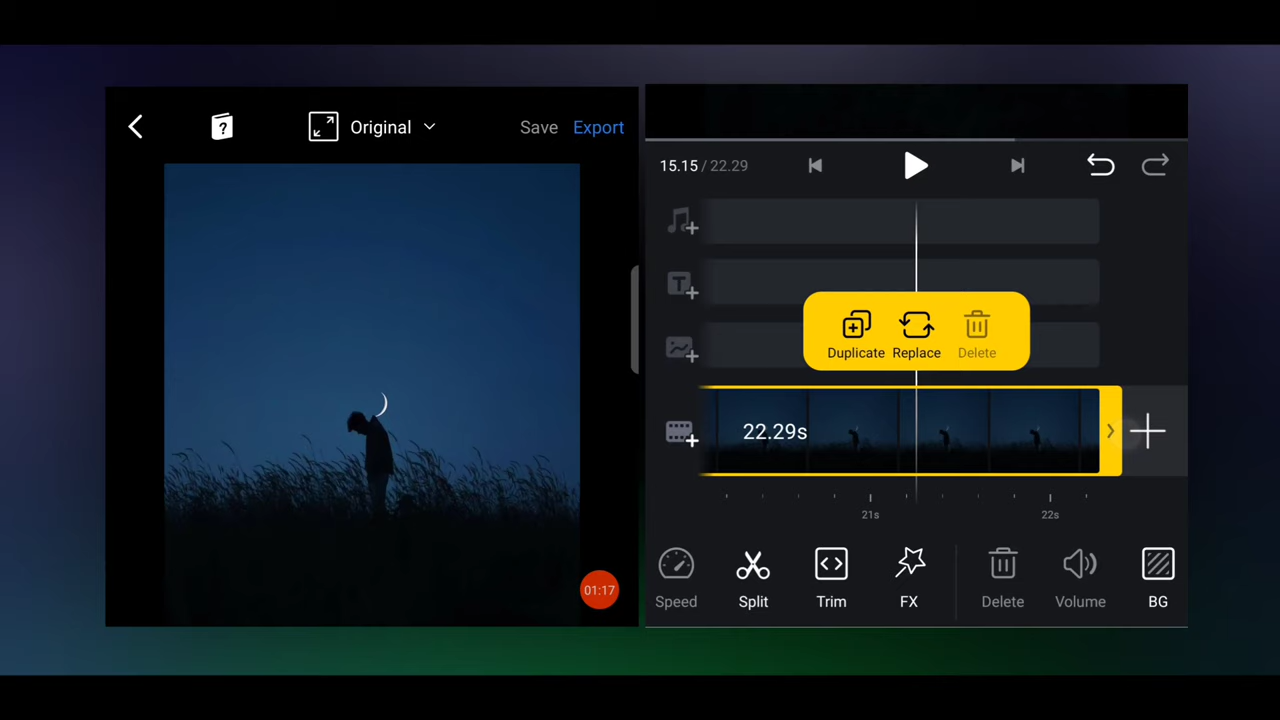 ?
Original
Save
Export
01:17
15.15 / 22.29
T
Duplicate
Replace
Delete
22.29s
21s
22s
Speed
Split
Trim
FX
Delete
Volume
BG